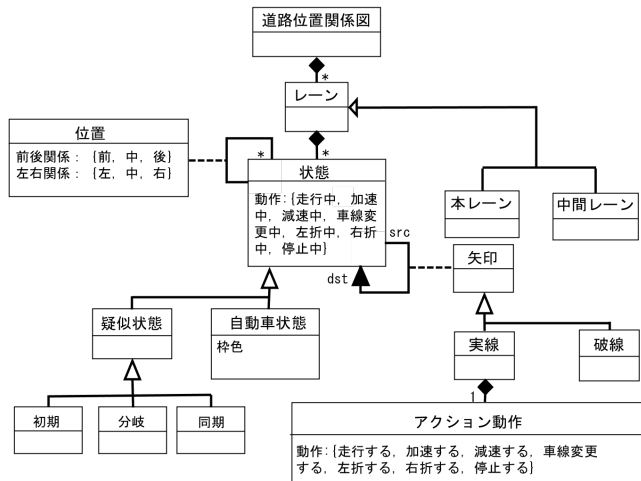 道路位置関係図
*
レーン
*
位置
前後関係： {前，中，後}
左右関係： {左，中，右}
*
状態
動作:{走行中，加速
中，減速中，車線変
更中，左折中，右折
中，停止中}
本レーン
中間レーン
src
dst
矢印
疑似状態
自動車状態
枠色
実線
破線
初期
分岐
同期
1
アクション動作
動作:{走行する，加速する，減速する，車線変更
する，左折する，右折する，停止する}